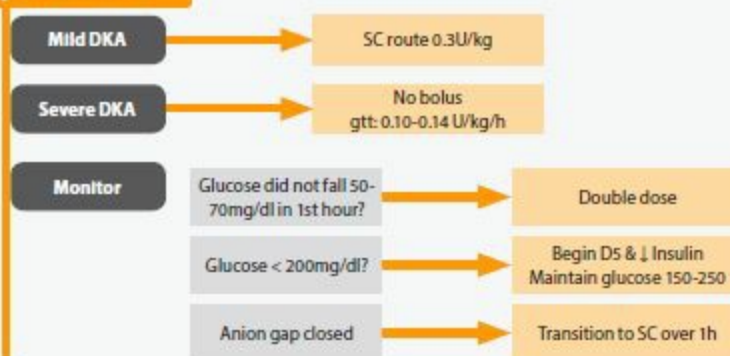 Mild DKA
SC route 0.3U/kg
Severe DKA
No bolus
gtt: 0.10-0.14 U/kg/h
Monitor
Glucose did not fall 50-
70mg/dl in 1st hour?
Double dose
Glucose < 200mg/dl?
Begin D5 & ↓ Insulin
Maintain glucose 150-250
Anion gap closed
Transition to SC over 1h